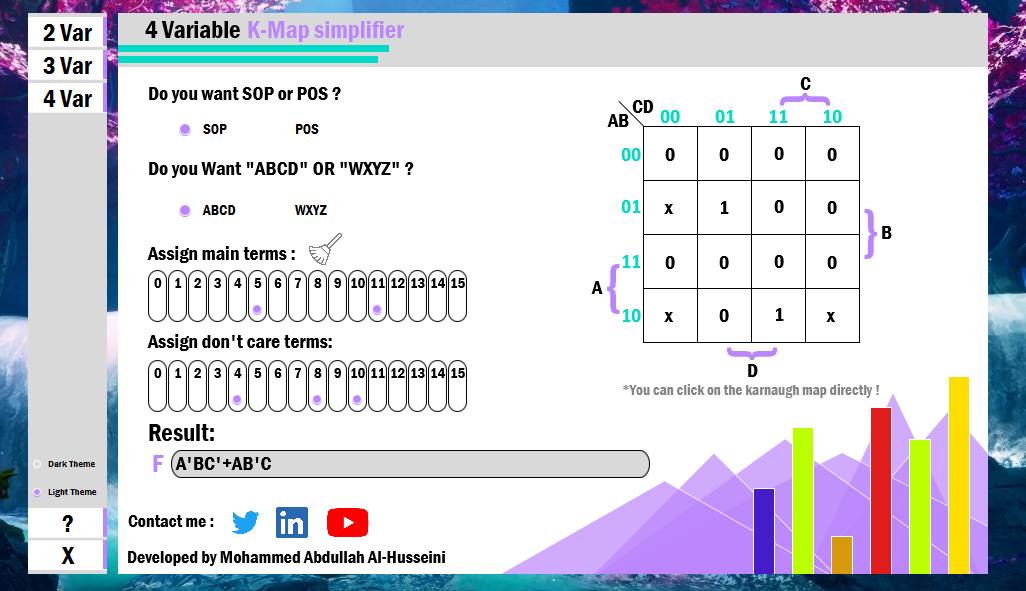 2 Var
3 Var
4 Var
4 Variable K-Map simplifier
Do you want SOP or POS ?
SOP POS
Do you Want "ABCD" OR "WXYZ" ?
ABCD WXYZ
Assign main terms :
0 1 2 3 4 5 6 7 8 9 10 11 12 13 14 15
Assign don't care terms:
0 1 2 3 4 5 6 7 8 9 10 11 12 13 14 15
Result:
F A'BC'+AB'C
C
CD
AB
00 01 11 10
00 0 0 0 0
01 x 1 0 0
B
11 0 0 0 0
A
10 x 0 1 x
D
*You can click on the karnaugh map directly !
Dark Theme
Light Theme
?
X
Contact me :
in
Developed by Mohammed Abdullah Al-Husseini